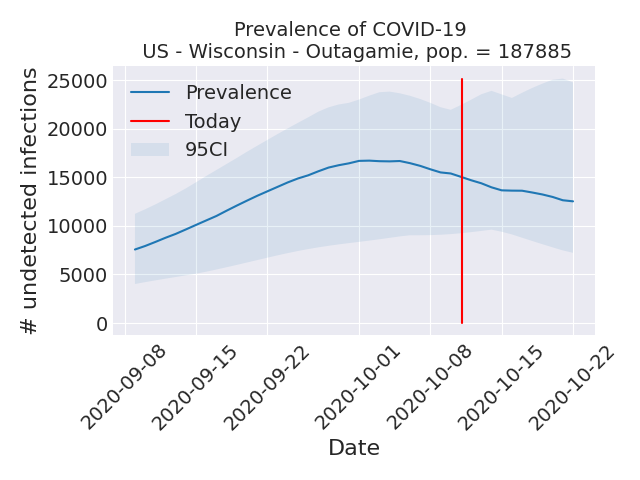 Prevalence of COVID-19
US - Wisconsin - Outagamie, pop. = 187885
# undetected infections
25000
20000
15000
10000
5000
0
Prevalence
Today
95CI
2020-09-08
2020-09-15
2020-09-22
2020-10-01
2020-10-08
2020-10-15
2020-10-22
Date